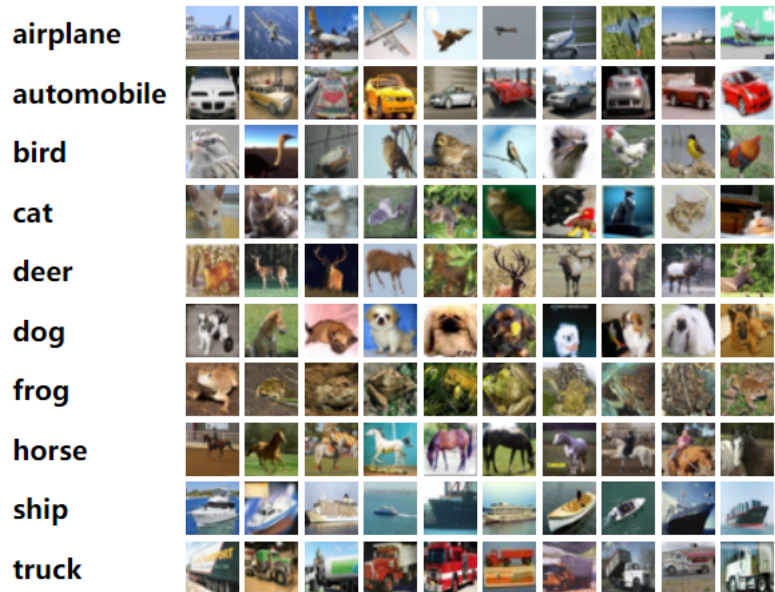 airplane
automobile
bird
cat
deer
dog
frog
horse
ship
truck